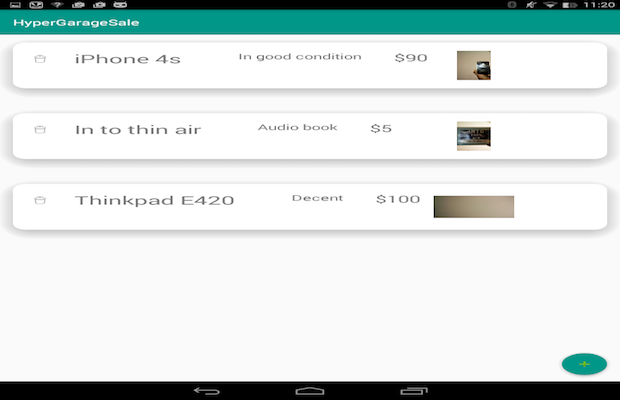 11:20
HyperGarageSale
iPhone 4s In good condition $90
In to thin air Audio book $5
Thinkpad E420 Decent $100
+